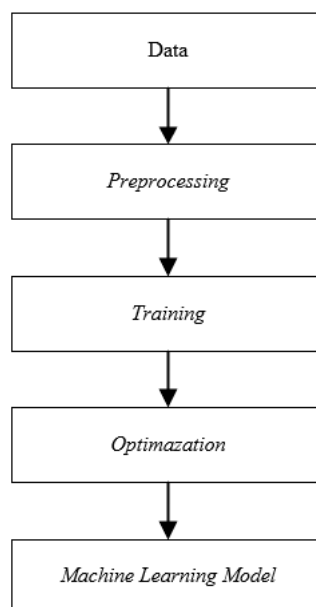 Data
Preprocessing
Training
Optimazation
Machine Learning Model